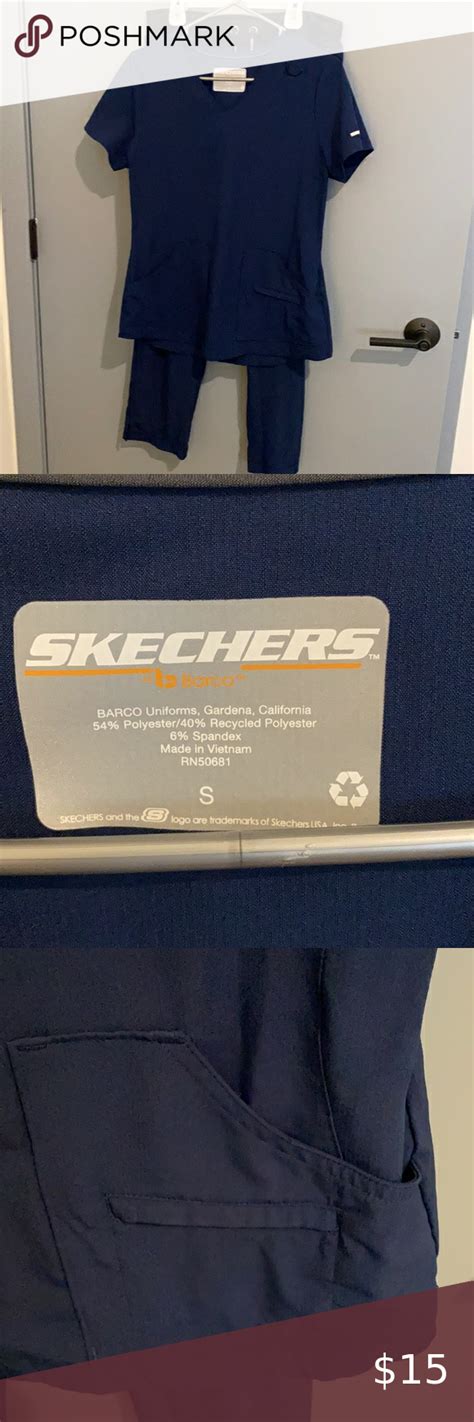 POSHMARK
SKECHERS™
by Barco
BARCO Uniforms, Gardena, California
54% Polyester/40% Recycled Polyester
6% Spandex
Made in Vietnam
RN50681
S
SKECHERS and the S logo are trademarks of Skechers USA, Inc.
$15